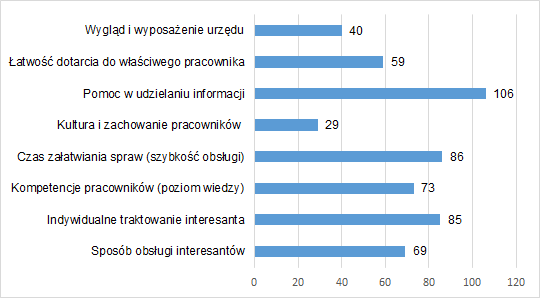 Wygląd i wyposażenie urzędu 40
Łatwość dotarcia do właściwego pracownika 59
Pomoc w udzielaniu informacji 106
Kultura i zachowanie pracowników 29
Czas załatwiania spraw (szybkość obsługi) 86
Kompetencje pracowników (poziom wiedzy) 73
Indywidualne traktowanie interesanta 85
Sposób obsługi interesantów 69
0 20 40 60 80 100 120